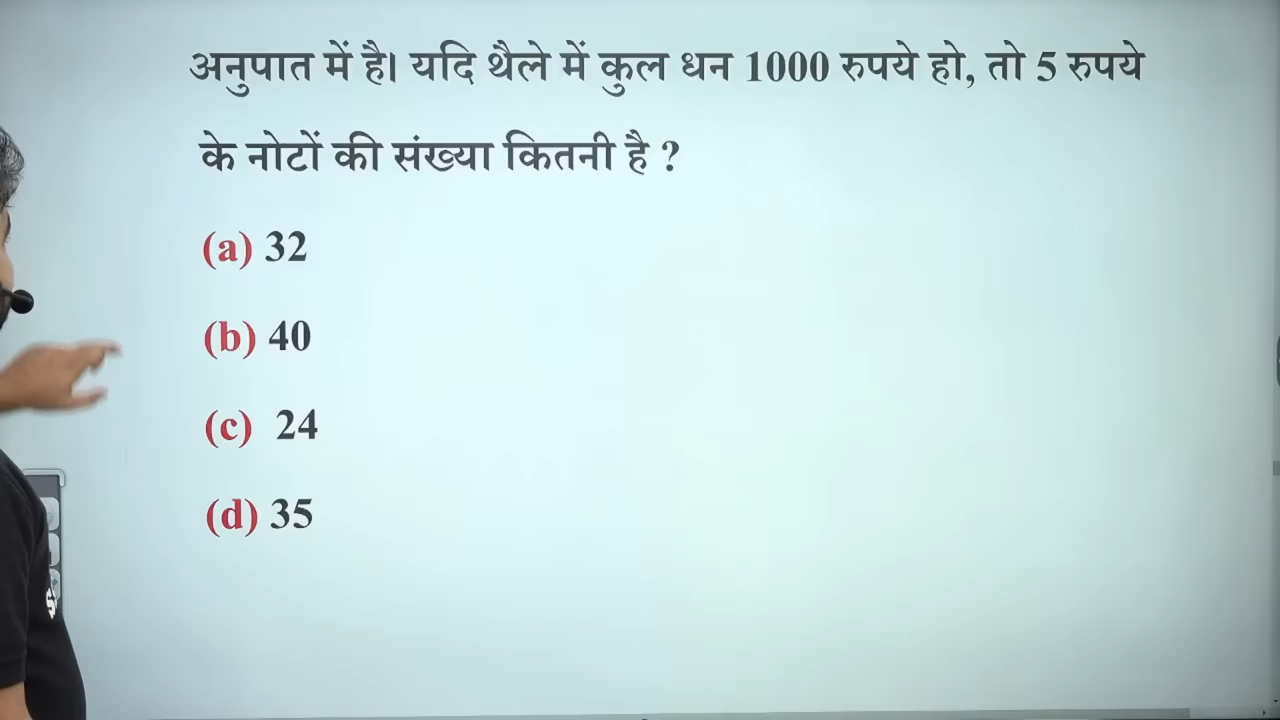 अनुपात में है। यदि थैले में कुल धन 1000 रुपये हो, तो 5 रुपये
के नोटों की संख्या कितनी है ?
(a) 32
(b) 40
(c) 24
(d) 35